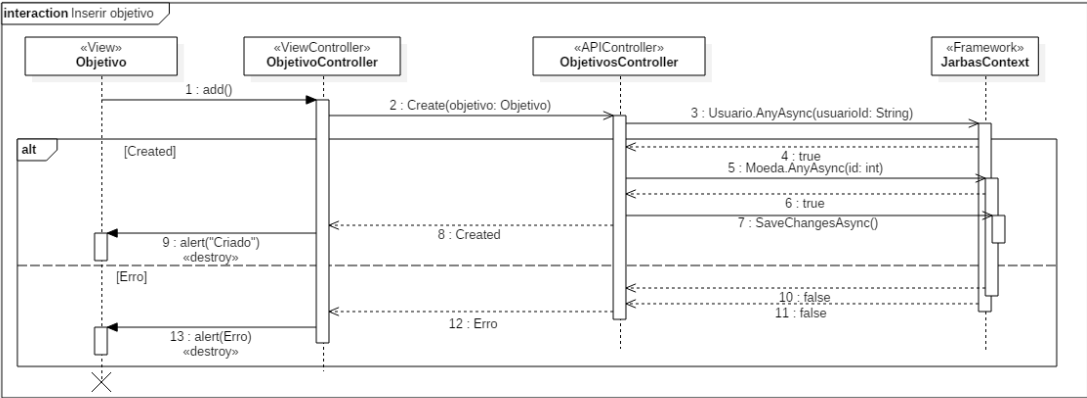 interaction Inserir objetivo
«View»
Objetivo
«ViewController»
ObjetivoController
«APIController»
ObjetivosController
«Framework»
JarbasContext
1 : add()
2 : Create(objetivo: Objetivo)
3 : Usuario.AnyAsync(usuarioId: String)
alt
[Created]
4 : true
5 : Moeda.AnyAsync(id: int)
6 : true
7 : SaveChangesAsync()
8 : Created
9 : alert("Criado")
«destroy»
[Erro]
10 : false
11 : false
12 : Erro
13 : alert(Erro)
«destroy»